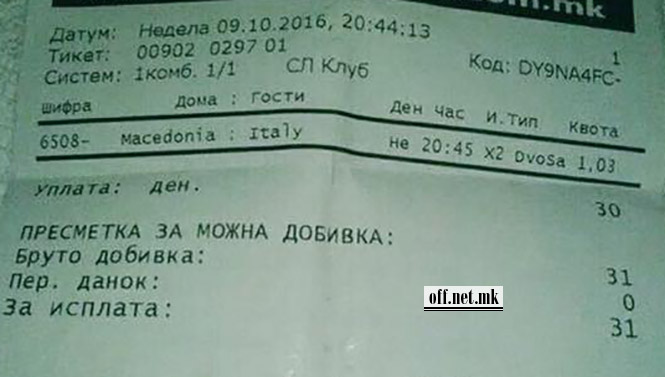 om.mk
Датум: Недела 09.10.2016, 20:44:13
Тикет: 00902 0297 01 1
Систем: 1комб. 1/1 СП Клуб Код: DY9NA4FC-
шифра Дома : Гости Ден Час И.Тип Квота
6508- Macedonia : Italy Не 20:45 X2 DvoSa 1,03
Уплата: ден. 30
ПРЕСМЕТКА ЗА МОЖНА ДОБИВКА:
Бруто добивка: 31
Пер. данок: 0
За исплата: 31
off.net.mk